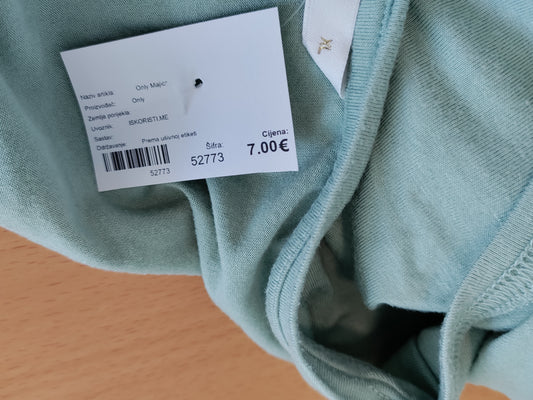 Naziv artikla: Only Majic
Proizvođač: Only
Zemlja porijekla:
Uvoznik: ISKORISTI.ME
Sastav:
Održavanje: Prema ušivnoj etiketi
52773
Šifra:
52773
Cijena:
7.00€